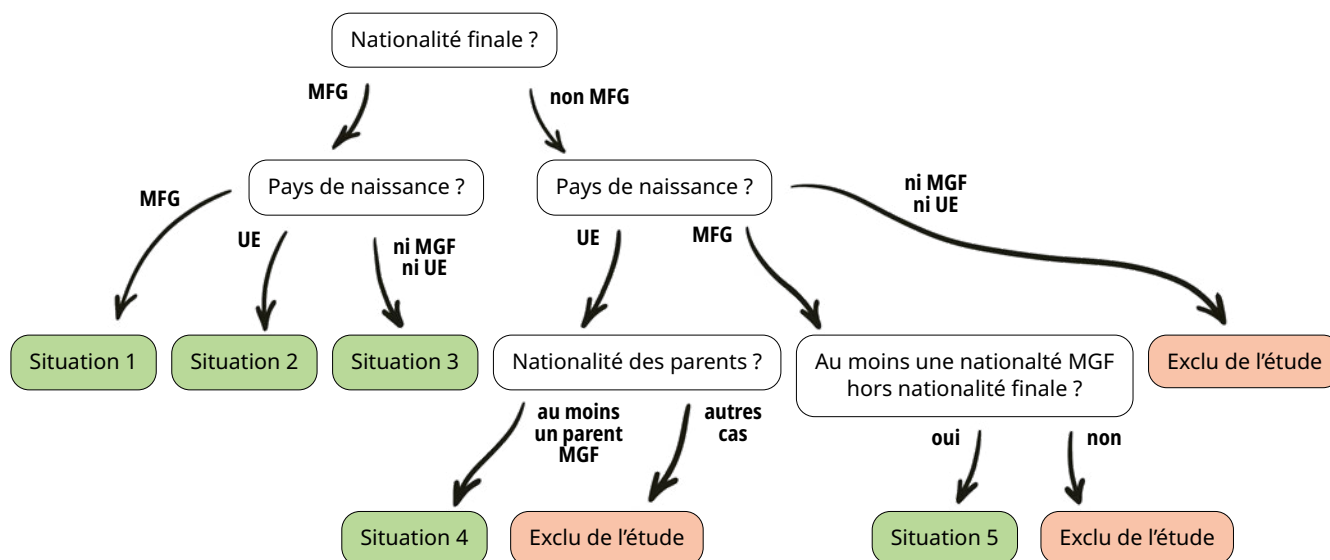 Nationalité finale ?
MFG
non MFG
Pays de naissance ?
Pays de naissance ?
MFG
UE
ni MGF
ni UE
UE
MFG
ni MGF
ni UE
Situation 1
Situation 2
Situation 3
Nationalité des parents ?
Au moins une nationalté MGF
hors nationalité finale ?
Exclu de l'étude
au moins
un parent
MGF
autres
cas
oui
non
Situation 4
Exclu de l'étude
Situation 5
Exclu de l'étude